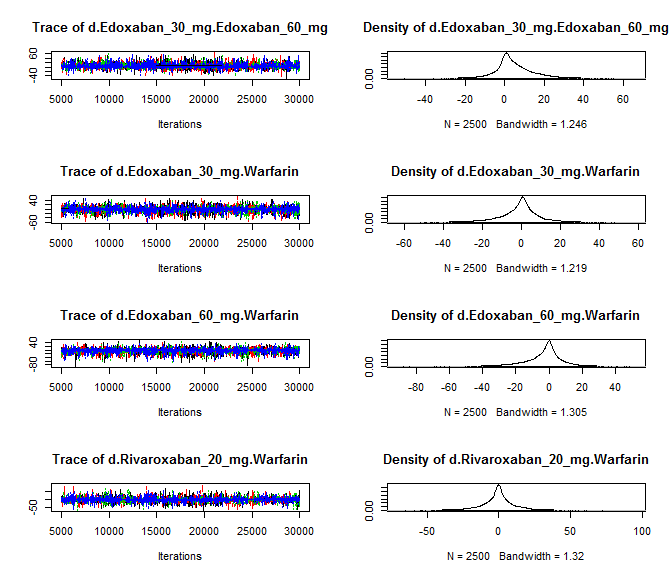 Trace of d.Edoxaban_30_mg.Edoxaban_60_mg
-40 60
5000 10000 15000 20000 25000 30000
Iterations
Density of d.Edoxaban_30_mg.Edoxaban_60_mg
0.00
-40 -20 0 20 40 60
N = 2500 Bandwidth = 1.246
Trace of d.Edoxaban_30_mg.Warfarin
-60 40
5000 10000 15000 20000 25000 30000
Iterations
Density of d.Edoxaban_30_mg.Warfarin
0.00
-60 -40 -20 0 20 40 60
N = 2500 Bandwidth = 1.219
Trace of d.Edoxaban_60_mg.Warfarin
-80 40
5000 10000 15000 20000 25000 30000
Iterations
Density of d.Edoxaban_60_mg.Warfarin
0.00
-80 -60 -40 -20 0 20 40
N = 2500 Bandwidth = 1.305
Trace of d.Rivaroxaban_20_mg.Warfarin
-50
5000 10000 15000 20000 25000 30000
Iterations
Density of d.Rivaroxaban_20_mg.Warfarin
0.00
-50 0 50 100
N = 2500 Bandwidth = 1.32